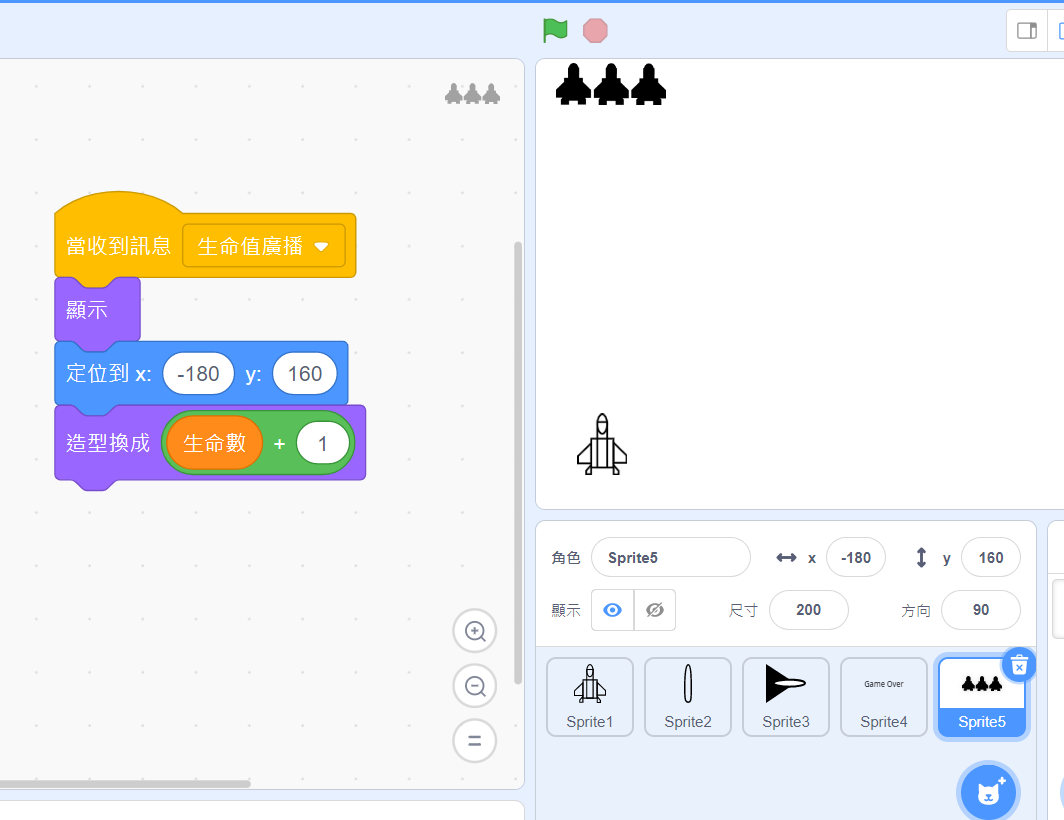 當收到訊息 生命值廣播
顯示
定位到 x: -180 y: 160
造型換成 生命數 + 1
角色 Sprite5 x -180 y 160
顯示 尺寸 200 方向 90
Game Over
Sprite1 Sprite2 Sprite3 Sprite4 Sprite5